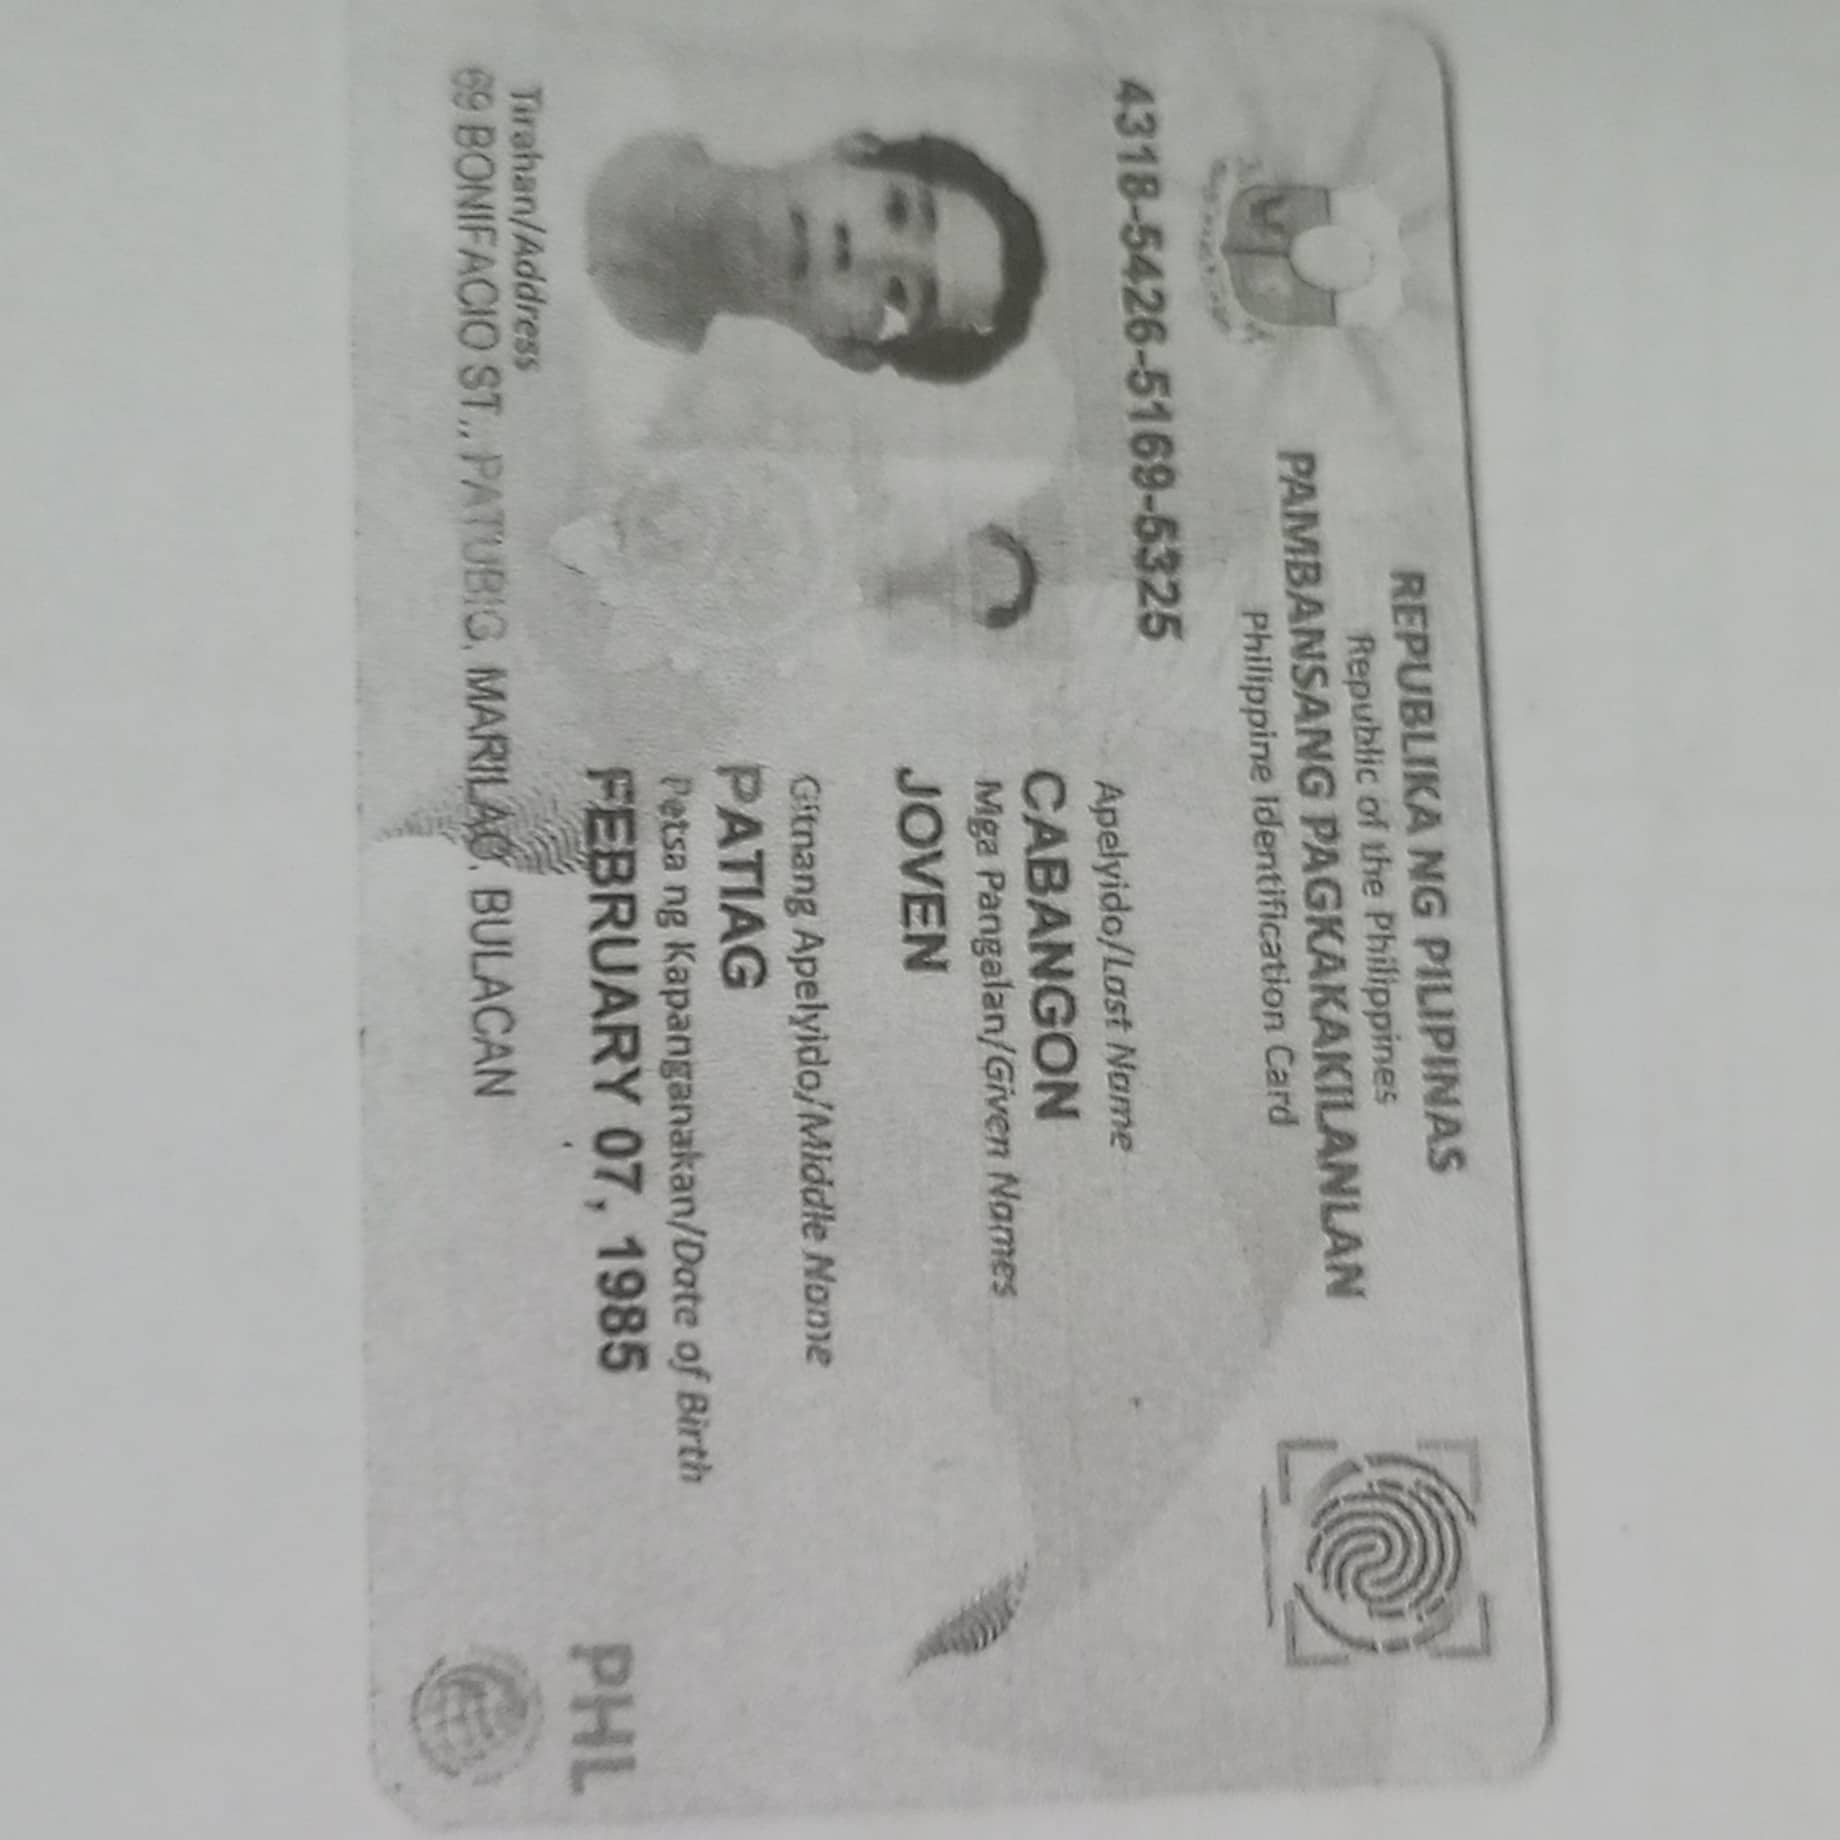 REPUBLIKA NG PILIPINAS
Republic of the Philippines
PAMBANSANG PAGKAKAKILANLAN
Philippine Identification Card
4318-5426-5169-5325
Apelyido/Last Name
CABANGON
Mga Pangalan/Given Names
JOVEN
Gitnang Apelyido/Middle Name
PATIAG
Petsa ng Kapanganakan/Date of Birth
FEBRUARY 07, 1985
Tirahan/Address
69 BONIFACIO ST,, PATUBIG, MARILAO, BULACAN
PHL